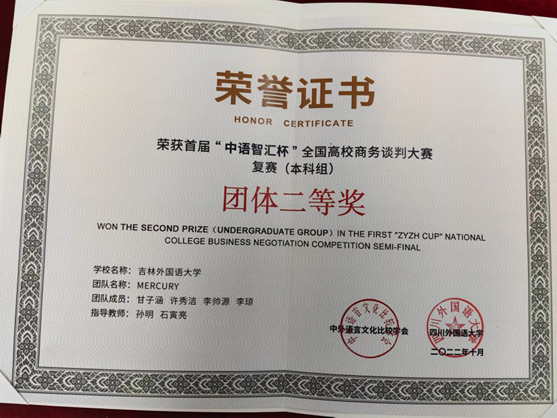 荣誉证书
HONOR CERTIFICATE
荣获首届“中语智汇杯”全国高校商务谈判大赛
复赛（本科组）
团体二等奖
WON THE SECOND PRIZE（UNDERGRADUATE GROUP）IN THE FIRST "ZYZH CUP" NATIONAL
COLLEGE BUSINESS NEGOTIATION COMPETITION SEMI-FINAL
学校名称： 吉林外国语大学
团队名称： MERCURY
团队成员： 甘子涵 许秀洁 李帅源 李琼
指导教师： 孙明 石寅亮
中外语言文化比较学会
四川外国语大学
二〇二二年十月